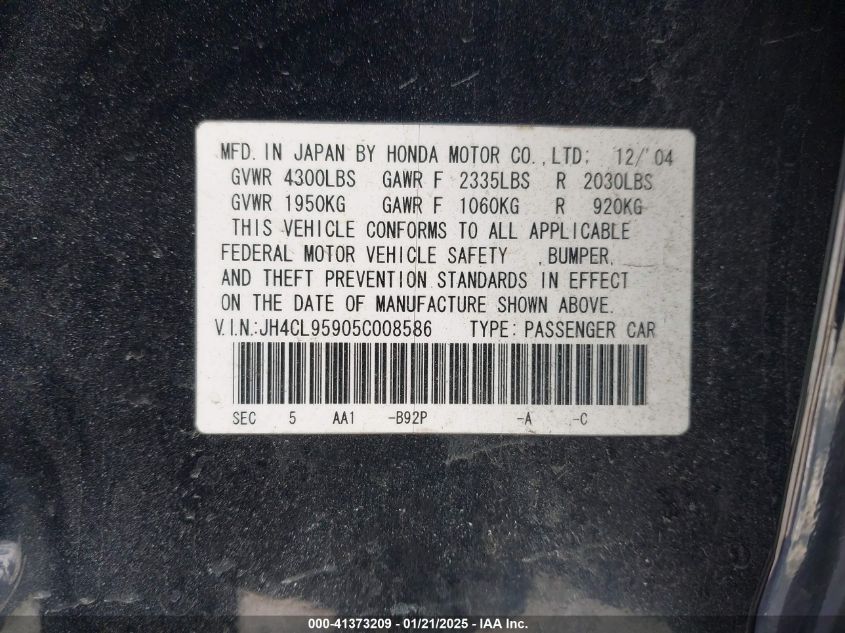 MFD. IN JAPAN BY HONDA MOTOR CO.,LTD: 12/'04
GVWR 4300LBS GAWR F 2335LBS R 2030LBS
GVWR 1950KG GAWR F 1060KG R 920KG
THIS VEHICLE CONFORMS TO ALL APPLICABLE
FEDERAL MOTOR VEHICLE SAFETY ,BUMPER,
AND THEFT PREVENTION STANDARDS IN EFFECT
ON THE DATE OF MANUFACTURE SHOWN ABOVE.
V.I.N.:JH4CL95905C008586 TYPE: PASSENGER CAR
SEC 5 AA1 -B92P -A -C
000-41373209 - 01/21/2025 - IAA Inc.